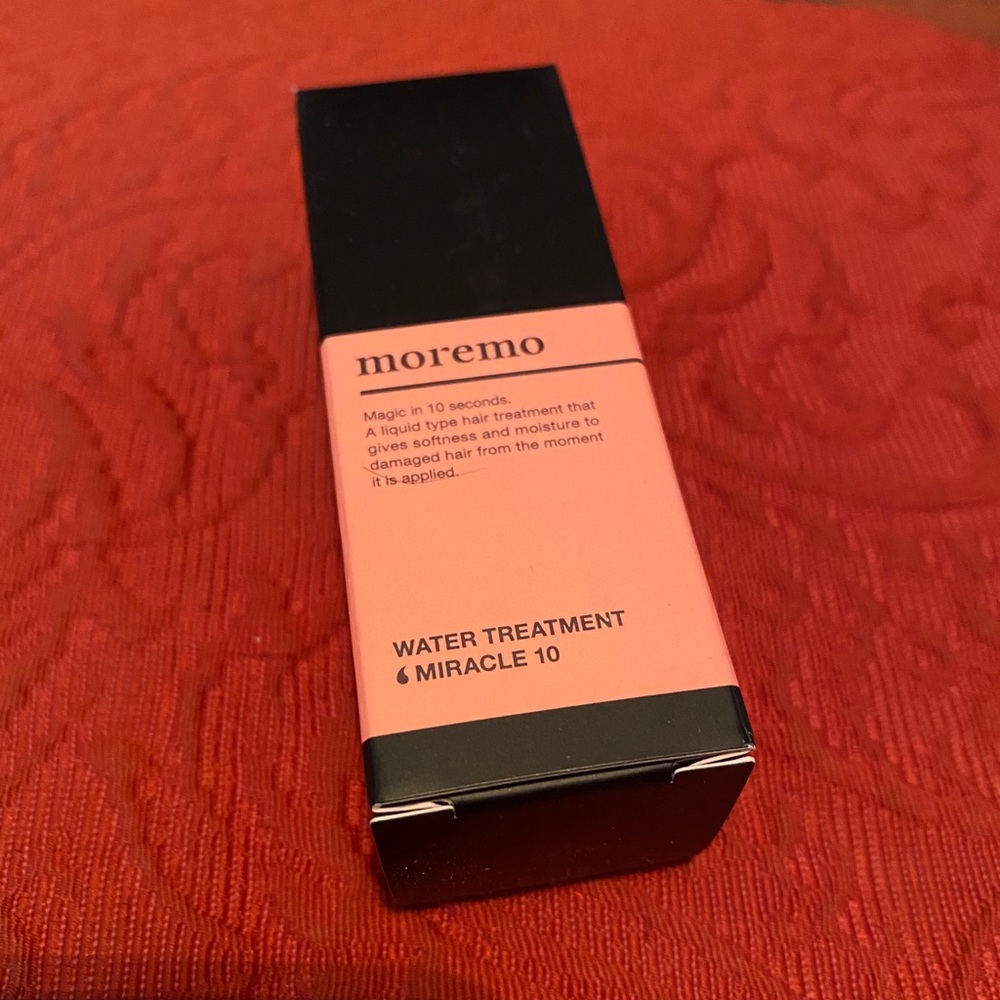 moremo
Magic in 10 seconds.
A liquid type hair treatment that
gives softness and moisture to
damaged hair from the moment
it is applied.
WATER TREATMENT
MIRACLE 10